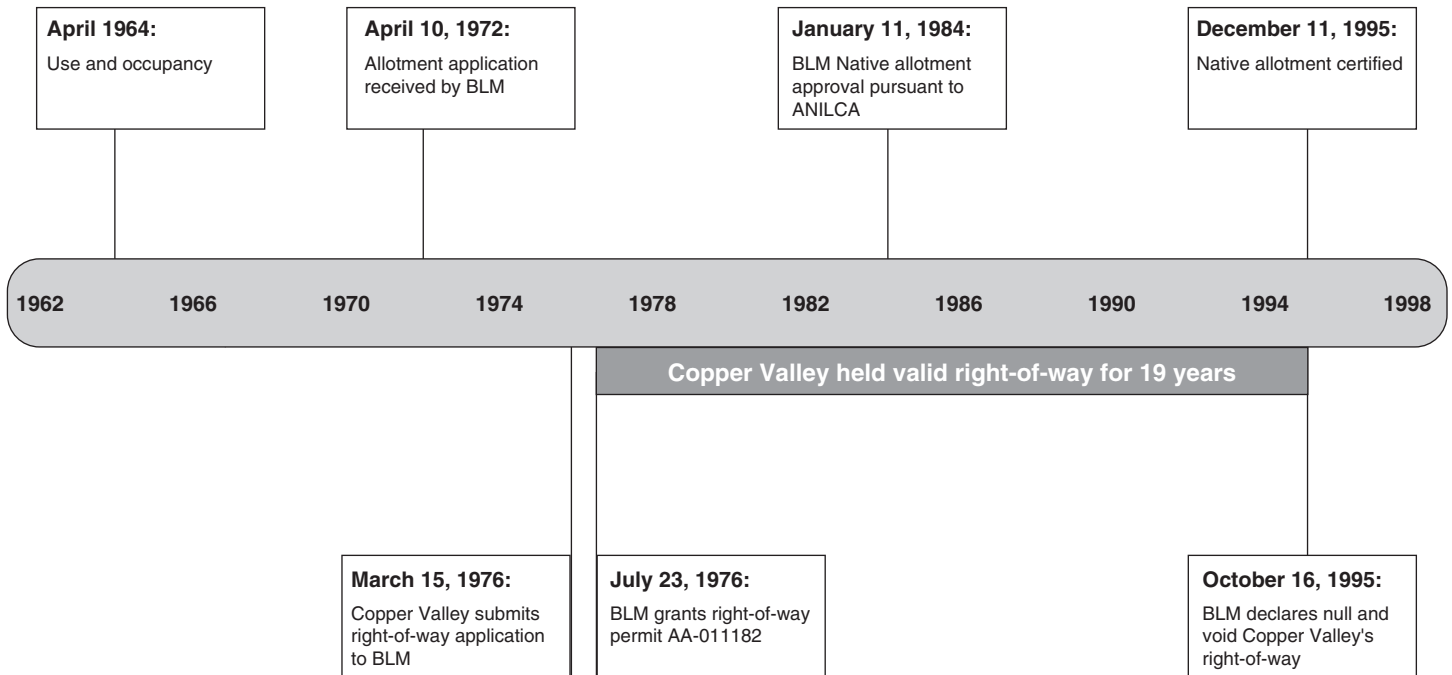 April 1964:
Use and occupancy
April 10, 1972:
Allotment application
received by BLM
January 11, 1984:
BLM Native allotment
approval pursuant to
ANILCA
December 11, 1995:
Native allotment certified
1962 1966 1970 1974 1978 1982 1986 1990 1994 1998
Copper Valley held valid right-of-way for 19 years
March 15, 1976:
Copper Valley submits
right-of-way application
to BLM
July 23, 1976:
BLM grants right-of-way
permit AA-011182
October 16, 1995:
BLM declares null and
void Copper Valley's
right-of-way